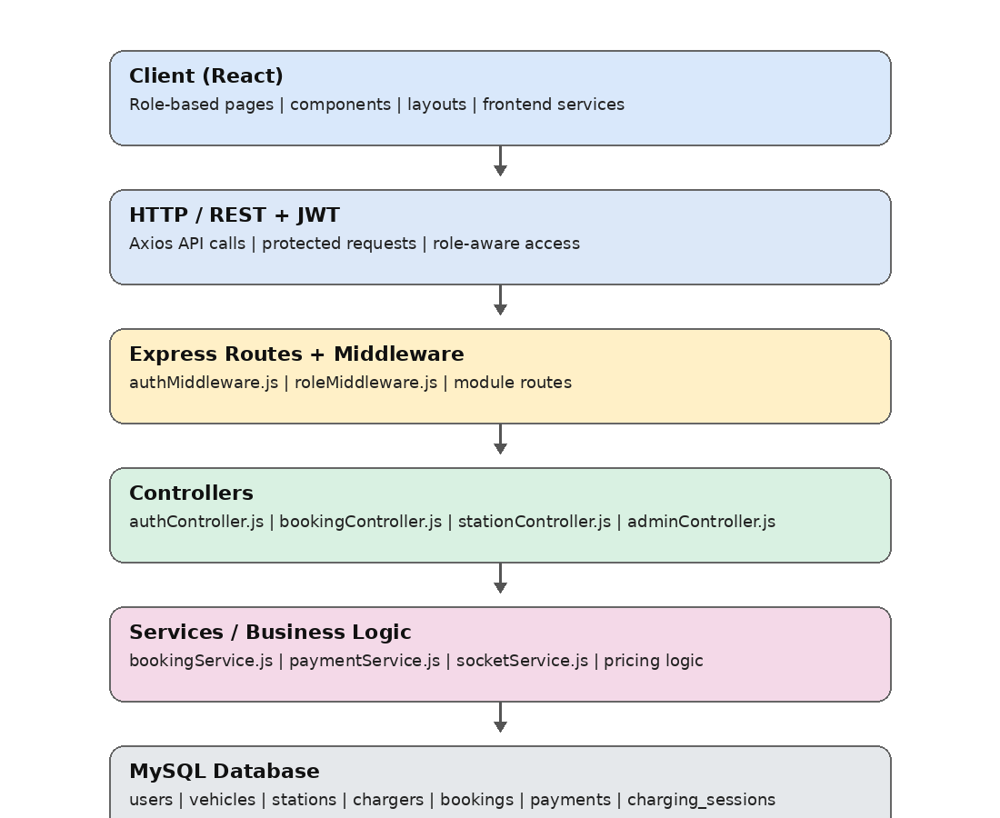 Client (React)
Role-based pages | components | layouts | frontend services
HTTP / REST + JWT
Axios API calls | protected requests | role-aware access
Express Routes + Middleware
authMiddleware.js | roleMiddleware.js | module routes
Controllers
authController.js | bookingController.js | stationController.js | adminController.js
Services / Business Logic
bookingService.js | paymentService.js | socketService.js | pricing logic
MySQL Database
users | vehicles | stations | chargers | bookings | payments | charging_sessions